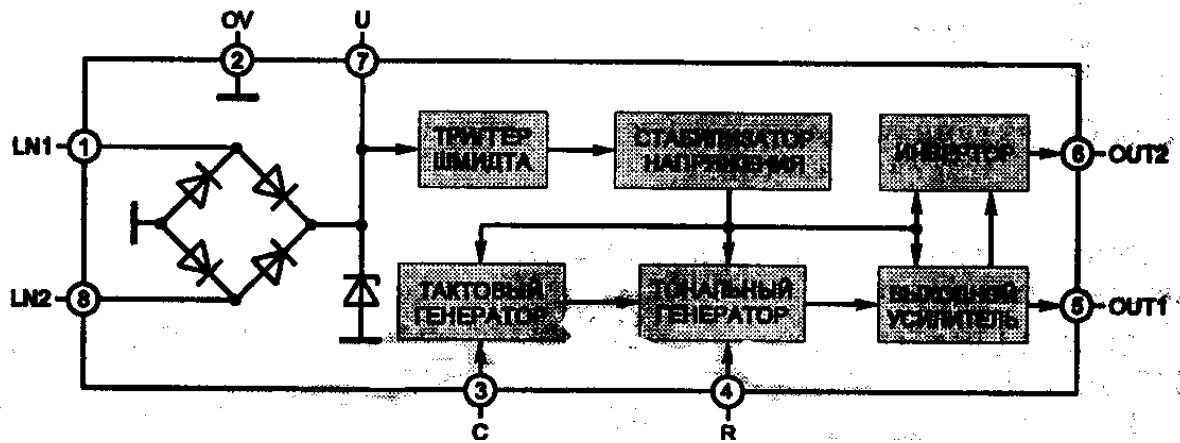 OV
U
2
7
LN1
1
ТРИГГЕР
ШМИДТА
СТАБИЛИЗАТОР
НАПРЯЖЕНИЯ
ИНВЕРТОР
6
OUT2
LN2
8
ТАКТОВЫЙ
ГЕНЕРАТОР
ТОНАЛЬНЫЙ
ГЕНЕРАТОР
ВЫХОДНОЙ
УСИЛИТЕЛЬ
5
OUT1
3
4
C
R